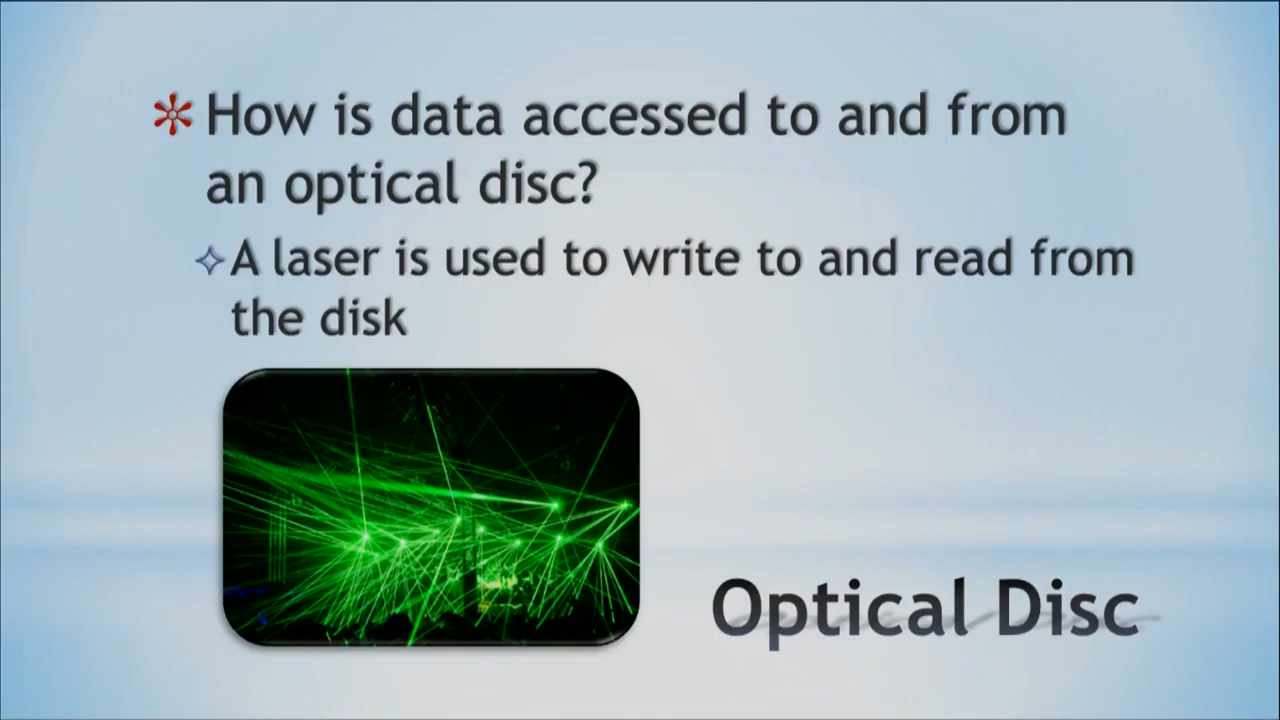 How is data accessed to and from
an optical disc?
A laser is used to write to and read from
the disk
Optical Disc